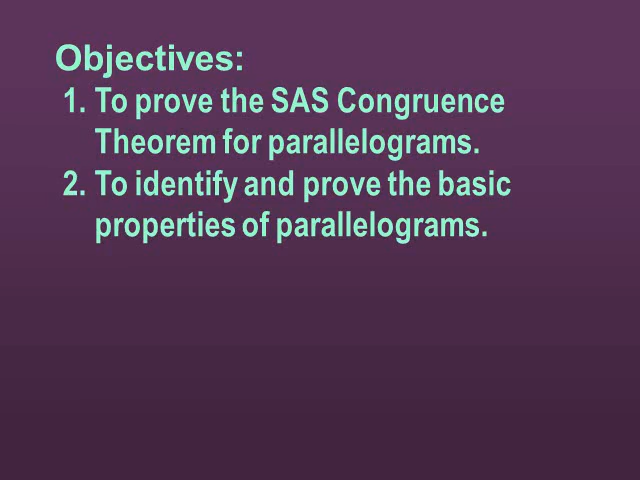 Objectives:
1. To prove the SAS Congruence
Theorem for parallelograms.
2. To identify and prove the basic
properties of parallelograms.